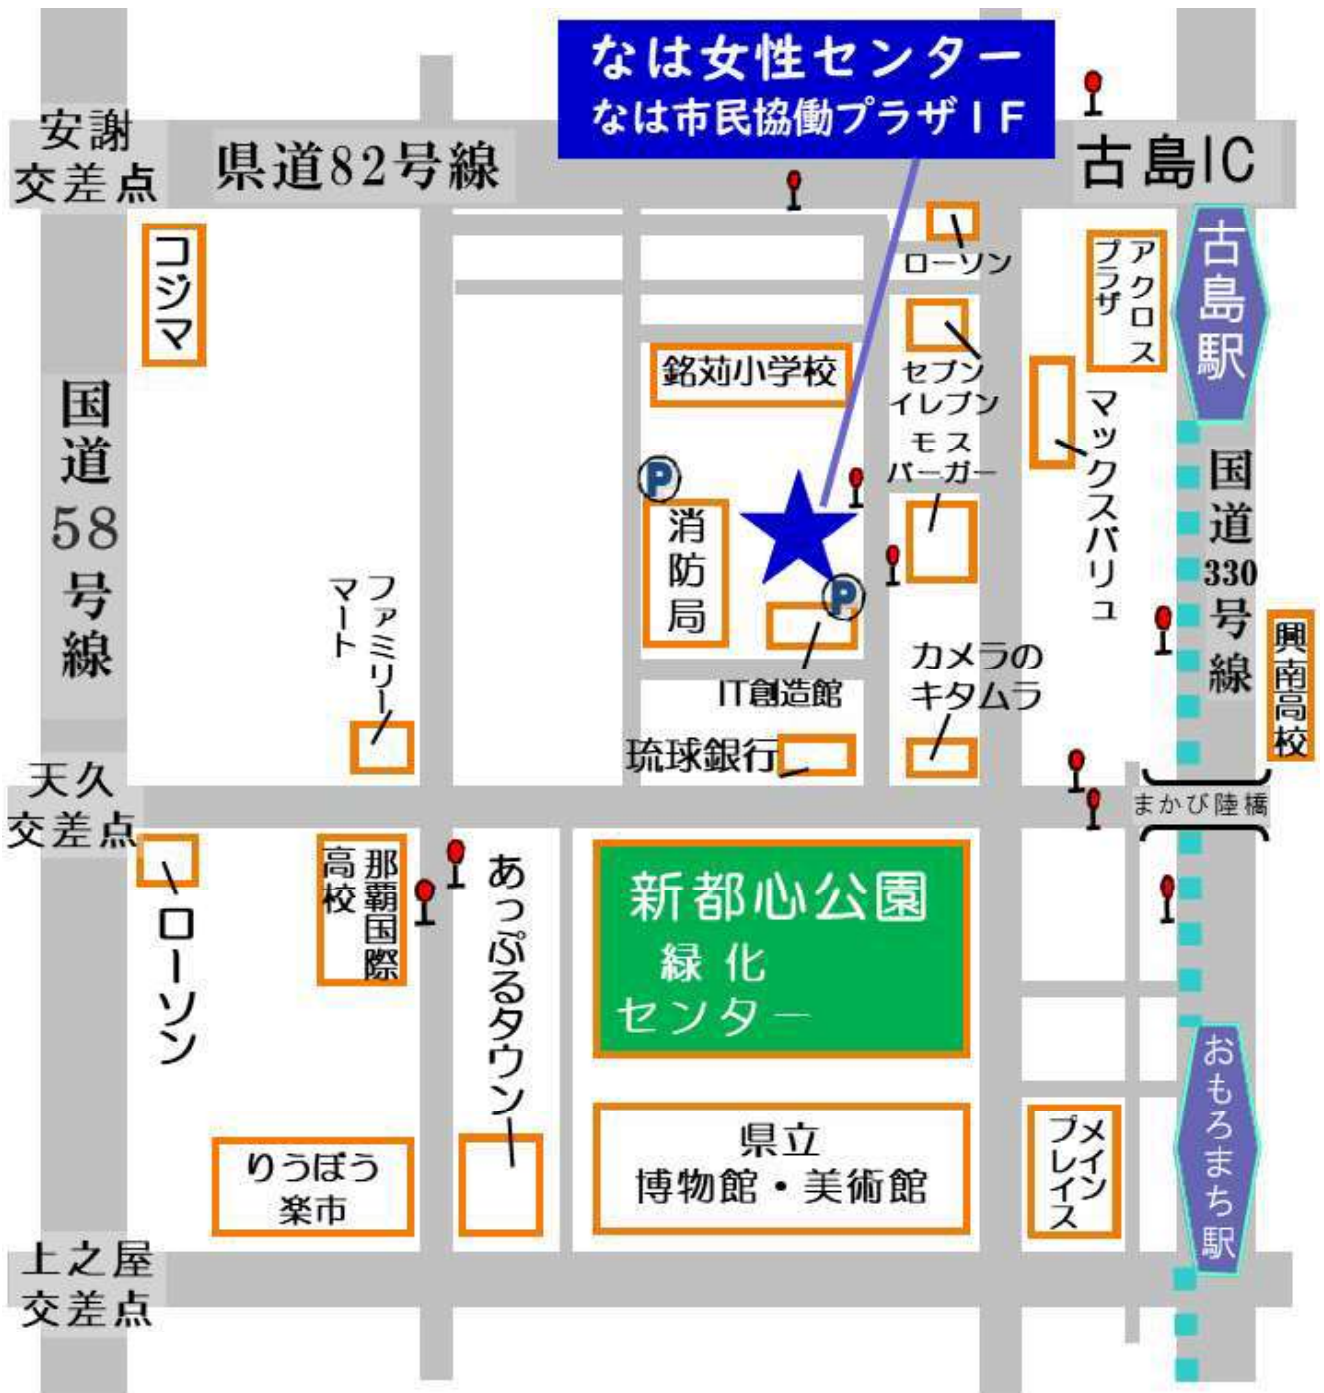 なは女性センター
なは市民協働プラザ1F
安謝
交差点
県道82号線
古島IC
コジマ
ローソン
アクロス
プラザ
古島駅
国道58号線
銘苅小学校
セブン
イレブン
モス
バーガー
マックスバリュ
国道330号線
P
消防局
P
ファミリー
マート
IT創造館
カメラの
キタムラ
興南高校
琉球銀行
天久
交差点
まかび陸橋
ローソン
那覇国際
高校
あっぷるタウン
新都心公園
緑化
センター
りうぼう
楽市
県立
博物館・美術館
メイン
プレイス
おもろまち駅
上之屋
交差点